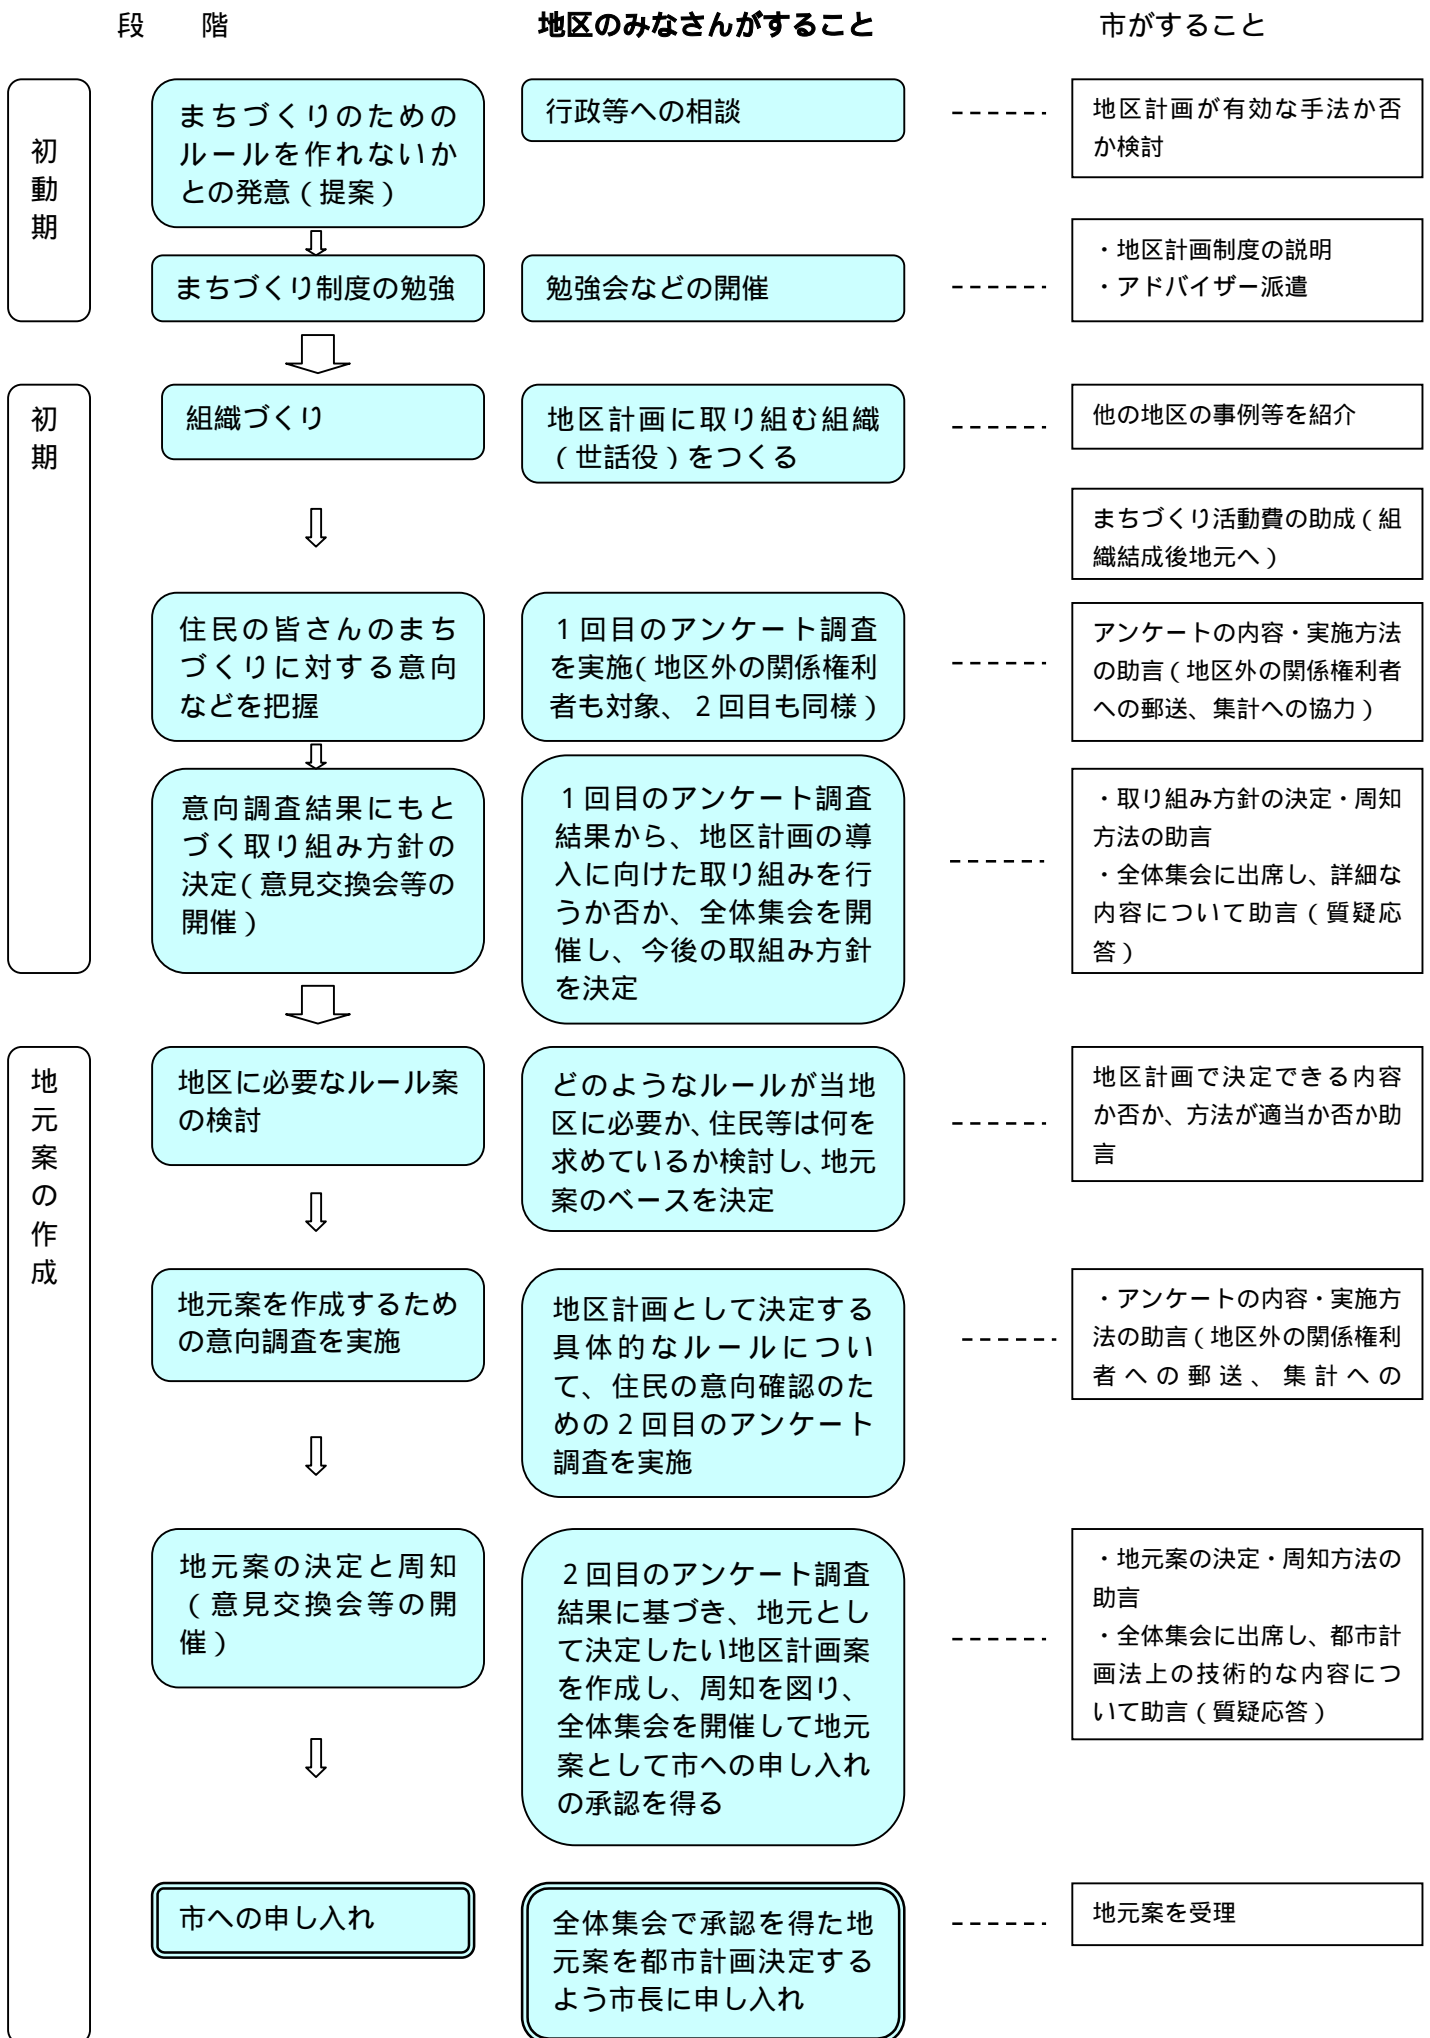 段　階
地区のみなさんがすること
市がすること
初動期
まちづくりのための
ルールを作れないか
との発意（提案）
行政等への相談
地区計画が有効な手法か否
か検討
まちづくり制度の勉強
勉強会などの開催
・地区計画制度の説明
・アドバイザー派遣
初期
組織づくり
地区計画に取り組む組織
（世話役）をつくる
他の地区の事例等を紹介
まちづくり活動費の助成（組
織結成後地元へ）
住民の皆さんのまち
づくりに対する意向
などを把握
1回目のアンケート調査
を実施（地区外の関係権利
者も対象、2回目も同様）
アンケートの内容・実施方法
の助言（地区外の関係権利者
への郵送、集計への協力）
意向調査結果にもと
づく取り組み方針の
決定（意見交換会等の
開催）
1回目のアンケート調査
結果から、地区計画の導
入に向けた取り組みを行
うか否か、全体集会を開
催し、今後の取組み方針
を決定
・取り組み方針の決定・周知
方法の助言
・全体集会に出席し、詳細な
内容について助言（質疑応
答）
地元案の作成
地区に必要なルール案
の検討
どのようなルールが当地
区に必要か、住民等は何を
求めているか検討し、地元
案のベースを決定
地区計画で決定できる内容
か否か、方法が適当か否か助
言
地元案を作成するため
の意向調査を実施
地区計画として決定する
具体的なルールについ
て、住民の意向確認のた
めの2回目のアンケート
調査を実施
・アンケートの内容・実施方
法の助言（地区外の関係権利
者への郵送、集計への
地元案の決定と周知
（意見交換会等の開
催）
2回目のアンケート調査
結果に基づき、地元とし
て決定したい地区計画案
を作成し、周知を図り、
全体集会を開催して地元
案として市への申し入れ
の承認を得る
・地元案の決定・周知方法の
助言
・全体集会に出席し、都市計
画法上の技術的な内容につ
いて助言（質疑応答）
市への申し入れ
全体集会で承認を得た地
元案を都市計画決定する
よう市長に申し入れ
地元案を受理